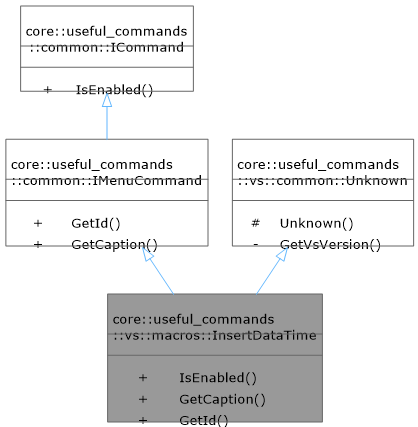 core::useful_commands
::common::ICommand
+ IsEnabled()
core::useful_commands
::common::IMenuCommand
+ GetId()
+ GetCaption()
core::useful_commands
::vs::common::Unknown
# Unknown()
- GetVsVersion()
core::useful_commands
::vs::macros::InsertDataTime
+ IsEnabled()
+ GetCaption()
+ GetId()